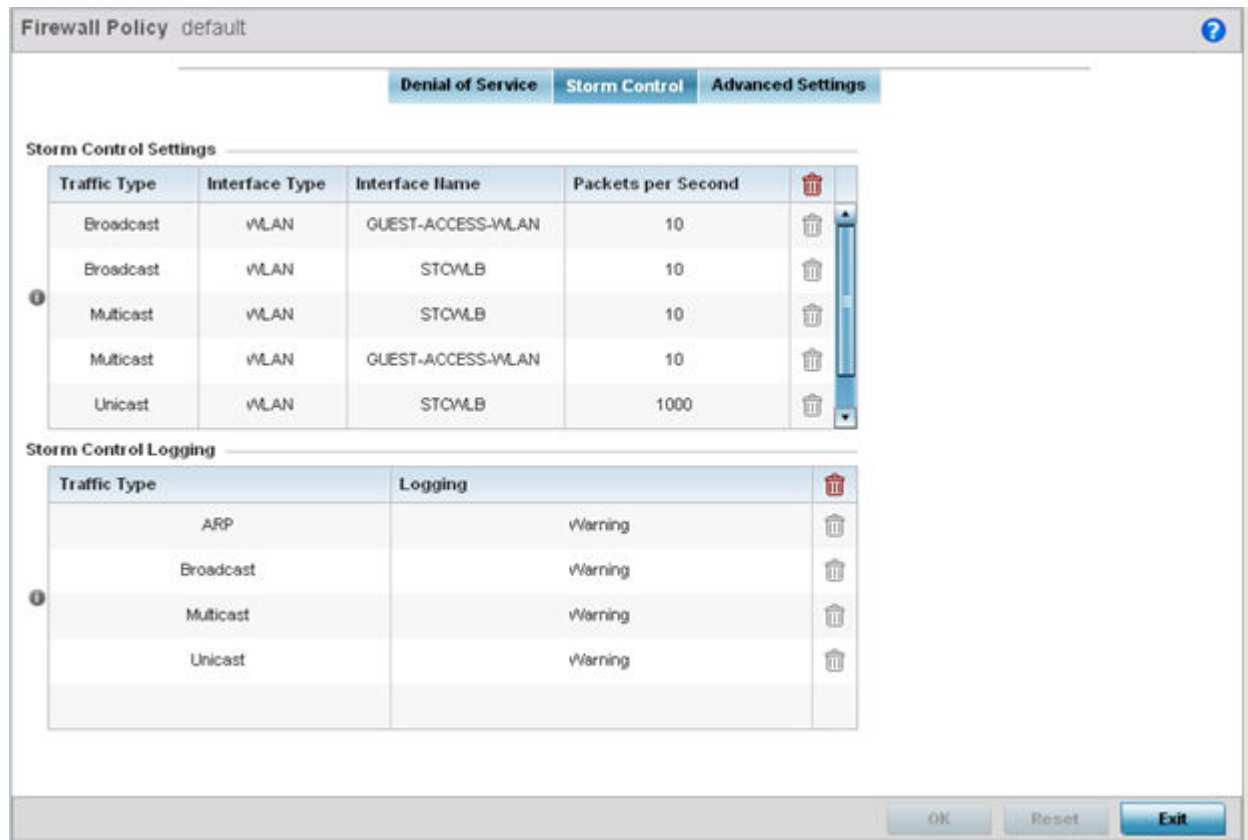 Firewall Policy default
Denial of Service Storm Control Advanced Settings
Storm Control Settings
Traffic Type Interface Type Interface Name Packets per Second
Broadcast WLAN GUEST-ACCESS-WLAN 10
Broadcast WLAN STCWLB 10
Multicast WLAN STCWLB 10
Multicast WLAN GUEST-ACCESS-WLAN 10
Unicast WLAN STCWLB 1000
Storm Control Logging
Traffic Type Logging
ARP Warning
Broadcast Warning
Multicast Warning
Unicast Warning
OK Reset Exit